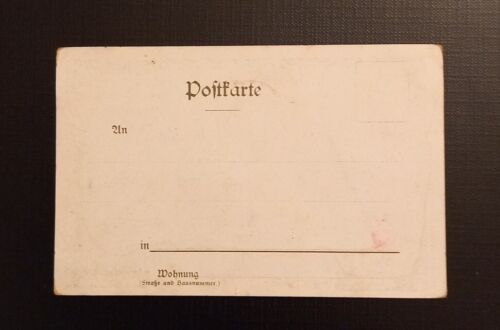 Postkarte
An
in
Wohnung
(Straße und Hausnummer.)